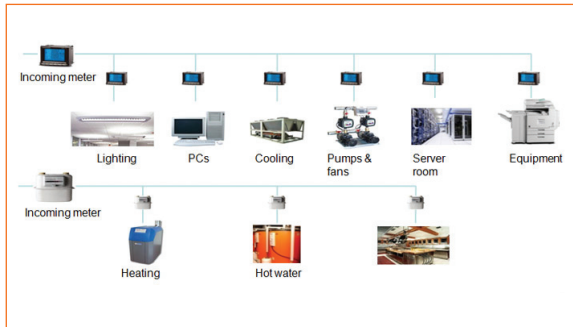 Incoming meter
Lighting
PCs
Cooling
Pumps &
fans
Server
room
Equipment
Incoming meter
Heating
Hot water